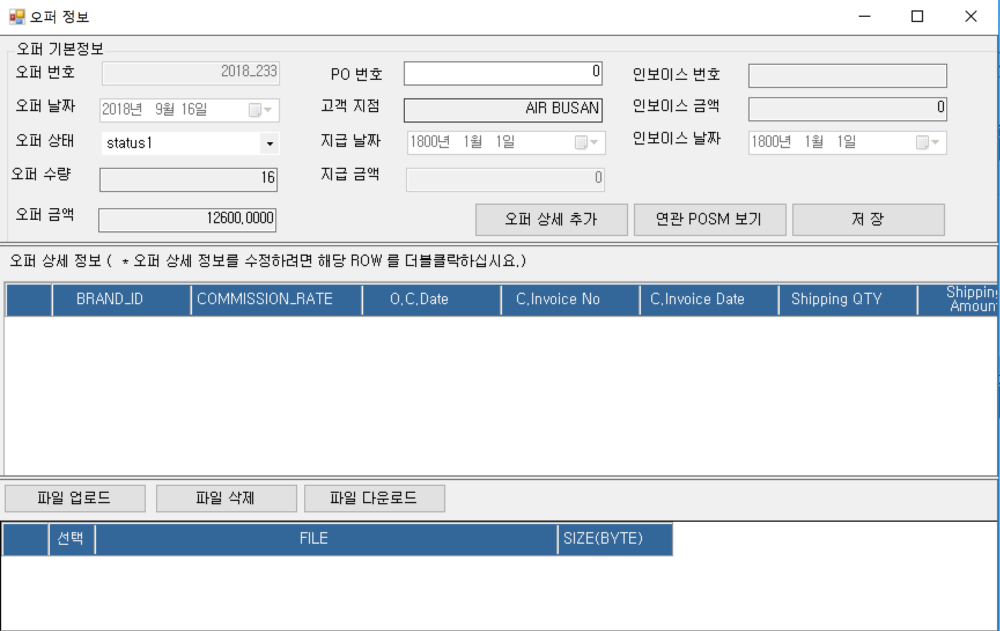 오퍼 정보
오퍼 기본정보
오퍼 번호 2018_233 PO 번호 0 인보이스 번호
오퍼 날짜 2018년 9월 16일 고객 지점 AIR BUSAN 인보이스 금액 0
오퍼 상태 status1 지급 날짜 1800년 1월 1일 인보이스 날짜 1800년 1월 1일
오퍼 수량 16 지급 금액 0
오퍼 금액 12600.0000 오퍼 상세 추가 연관 POSM 보기 저 장
오퍼 상세 정보 ( * 오퍼 상세 정보를 수정하려면 해당 ROW 를 더블클락하십시요.)
BRAND_ID COMMISSION_RATE O.C.Date C.Invoice No C.Invoice Date Shipping QTY Shipping
Amoun
파일 업로드 파일 삭제 파일 다운로드
선택 FILE SIZE(BYTE)